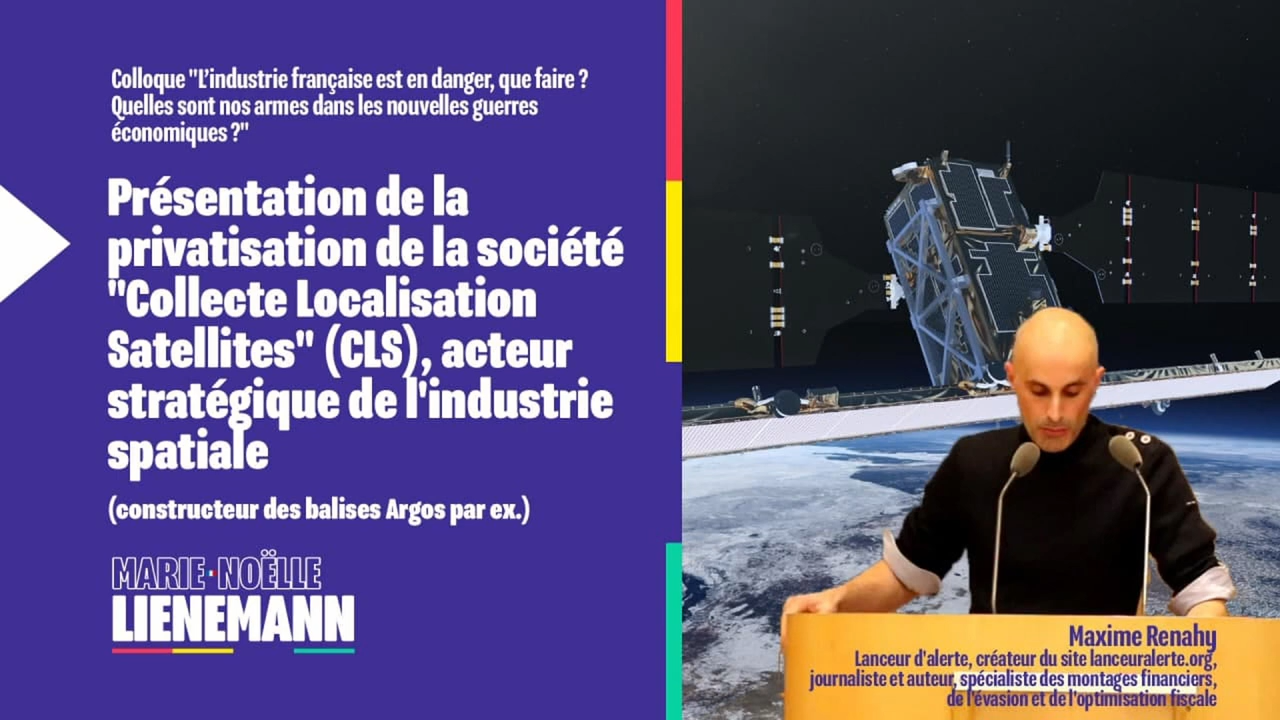 Colloque "L'industrie française est en danger, que faire ?
Quelles sont nos armes dans les nouvelles guerres
économiques ?"
Présentation de la
privatisation de la société
"Collecte Localisation
Satellites" (CLS), acteur
stratégique de l'industrie
spatiale
(constructeur des balises Argos par ex.)
MARIE-NOËLLE
LIENEMANN
Maxime Renahy
Lanceur d'alerte, créateur du site lanceuralerte.org,
journaliste et auteur, spécialiste des montages financiers,
de l'évasion et de l'optimisation fiscale